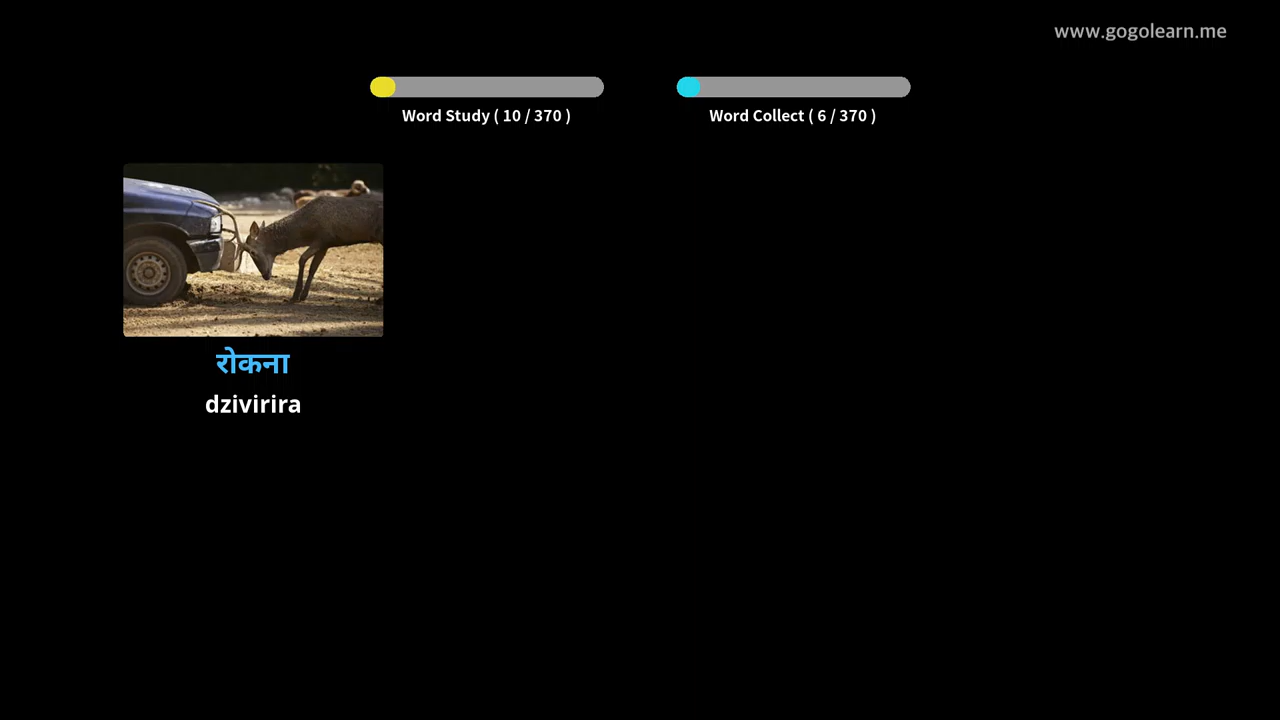 www.gogolearn.me
Word Study ( 10 / 370 )
Word Collect ( 6 / 370 )
रोकना
dzivirira